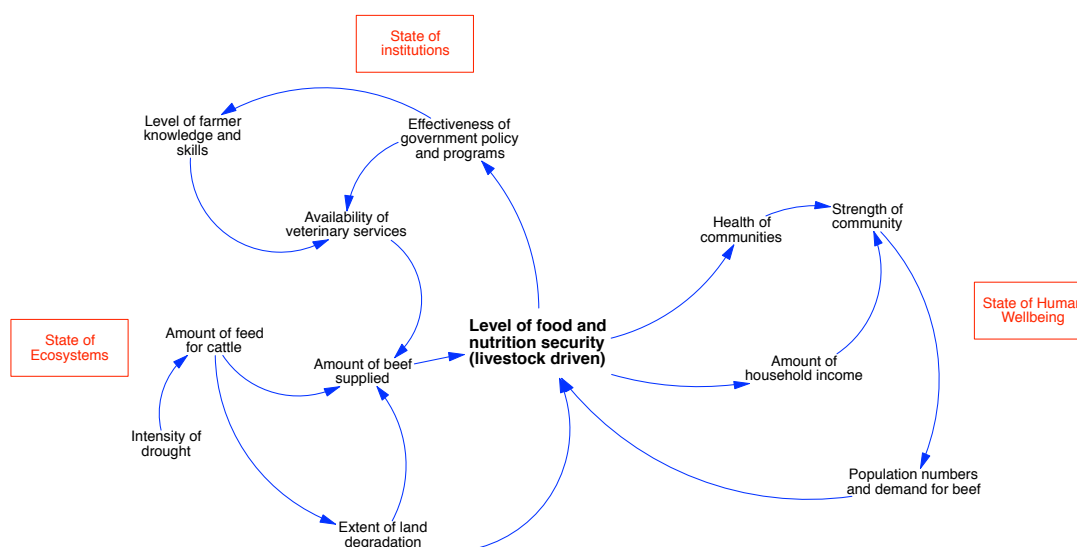 State of
institutions
Level of farmer
knowledge and
skills
Effectiveness of
government policy
and programs
Availability of
veterinary services
Health of
communities
Strength of
community
State of Human
Wellbeing
State of
Ecosystems
Amount of feed
for cattle
Amount of beef
supplied
Level of food and
nutrition security
(livestock driven)
Amount of
household income
Intensity of
drought
Population numbers
and demand for beef
Extent of land
degradation